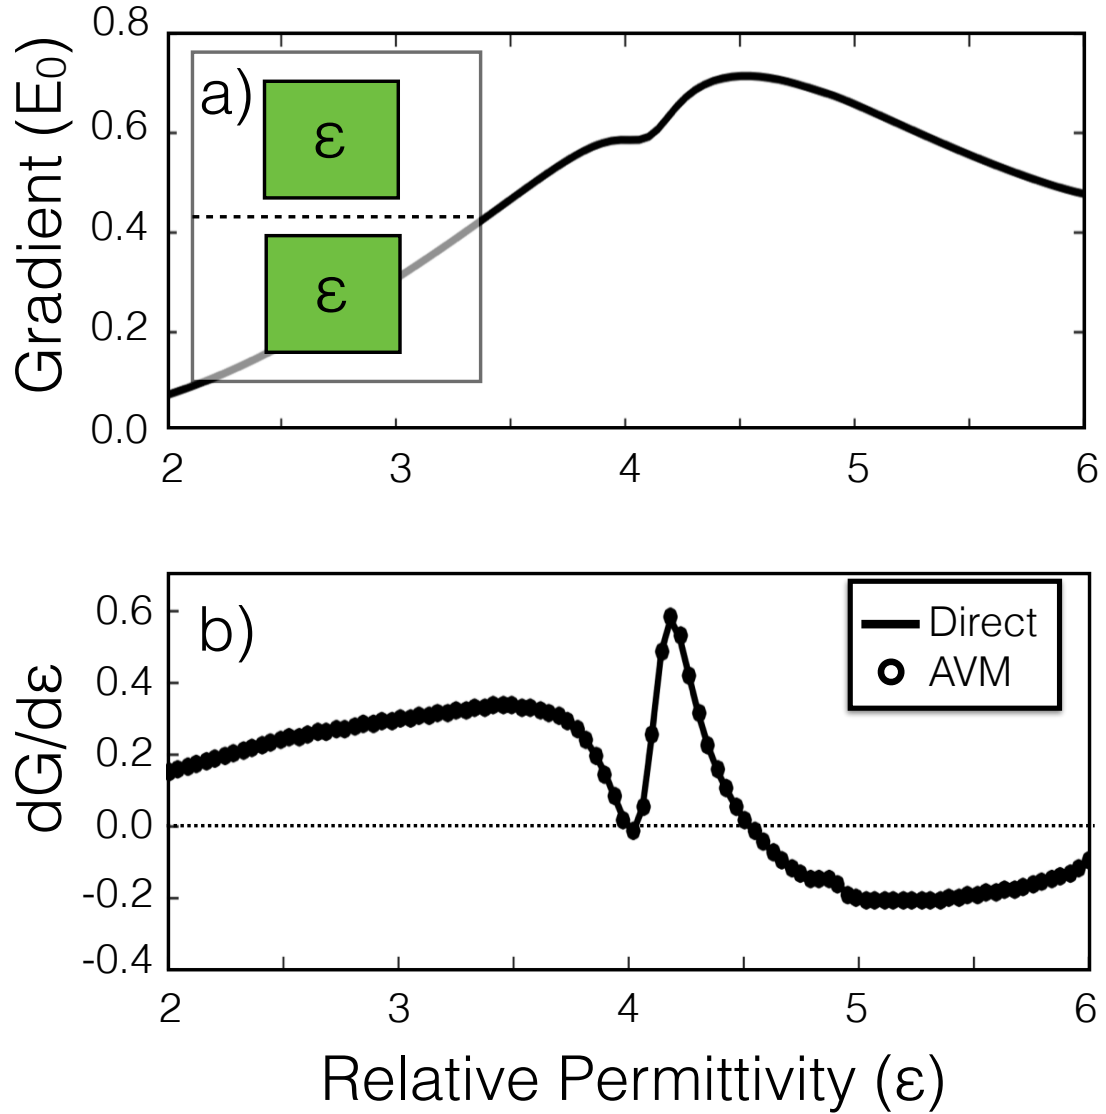 0.8
0.6
0.4
0.2
0.0
Gradient (E₀)
a)
ε
ε
2 3 4 5 6
0.6
0.4
0.2
0.0
-0.2
-0.4
dG/dε
b)
Direct
AVM
2 3 4 5 6
Relative Permittivity (ε)